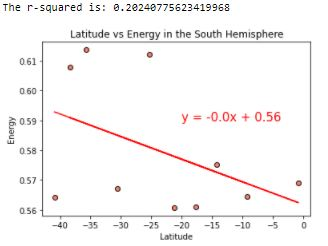 The r-squared is: 0.20240775623419968
Latitude vs Energy in the South Hemisphere
0.61
0.60
y = -0.0x + 0.56
0.59
Energy
0.58
0.57
0.56
−40 −35 −30 −25 −20 −15 −10 −5 0
Latitude